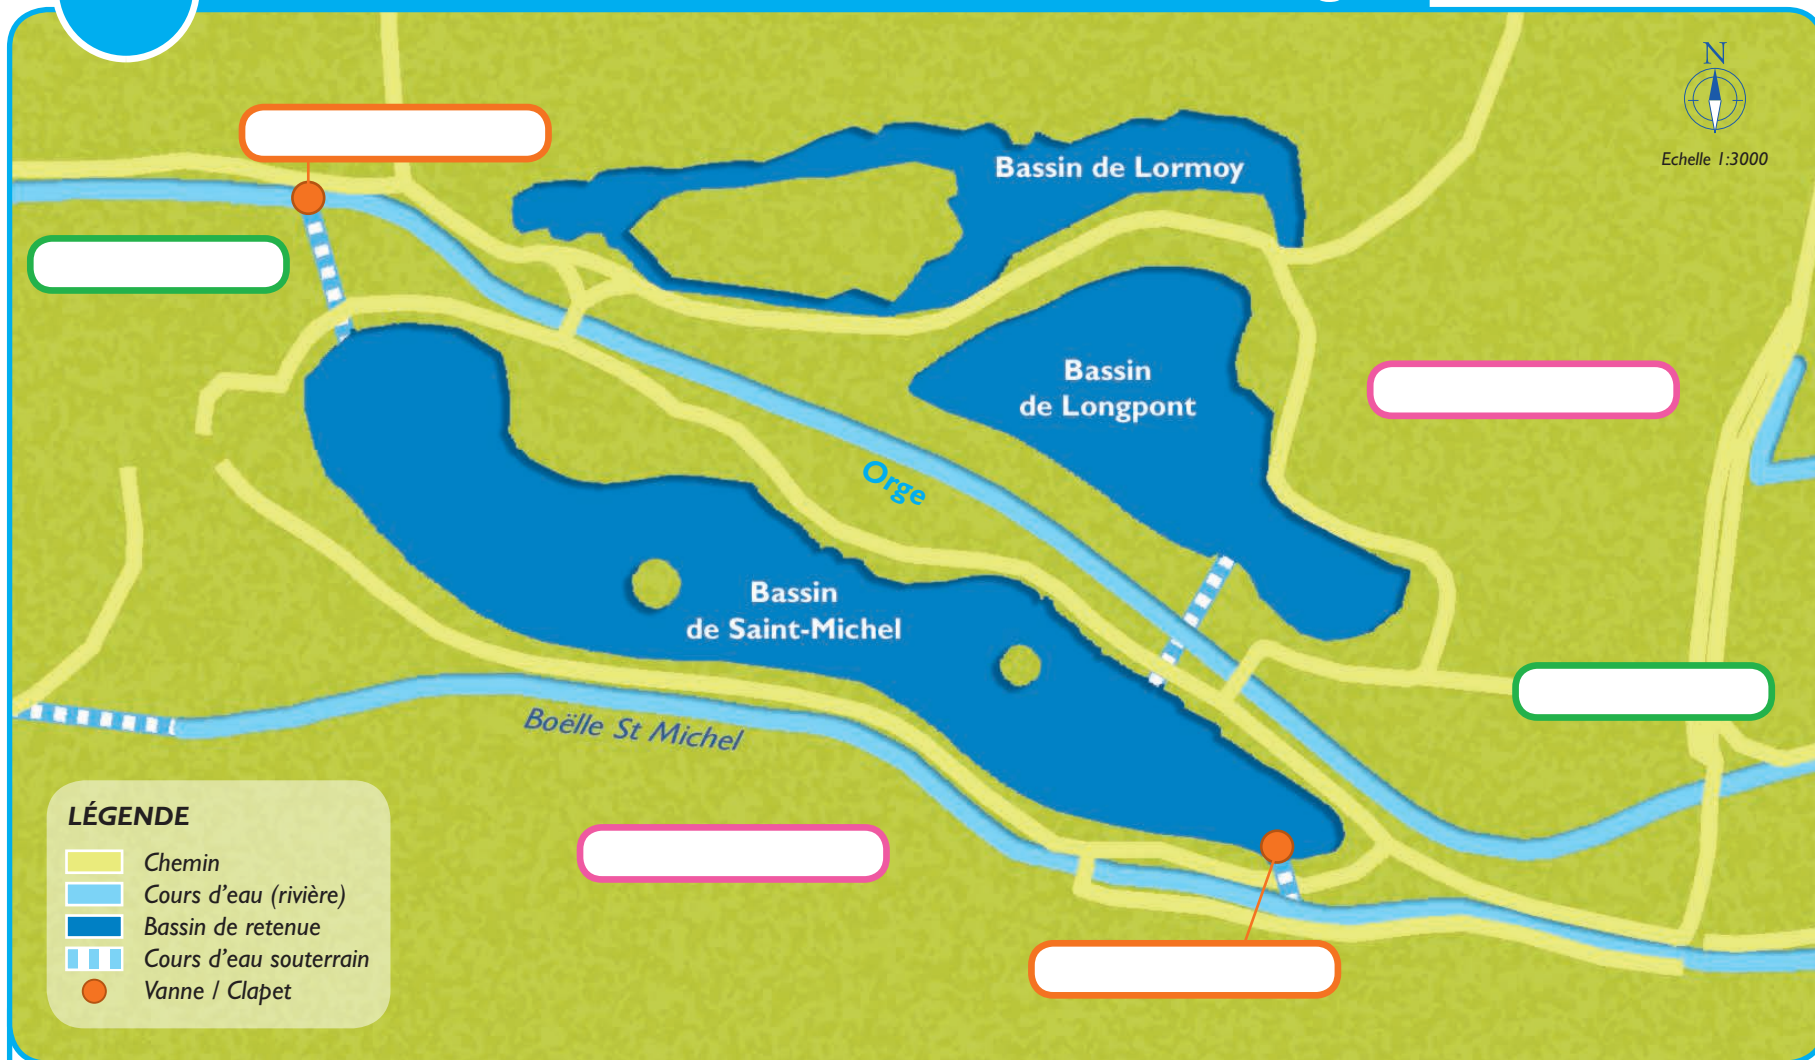 N
Echelle 1:3000
Bassin de Lormoy
Bassin
de Longpont
Orge
Bassin
de Saint-Michel
Boëlle St Michel
LÉGENDE
Chemin
Cours d'eau (rivière)
Bassin de retenue
Cours d'eau souterrain
Vanne / Clapet